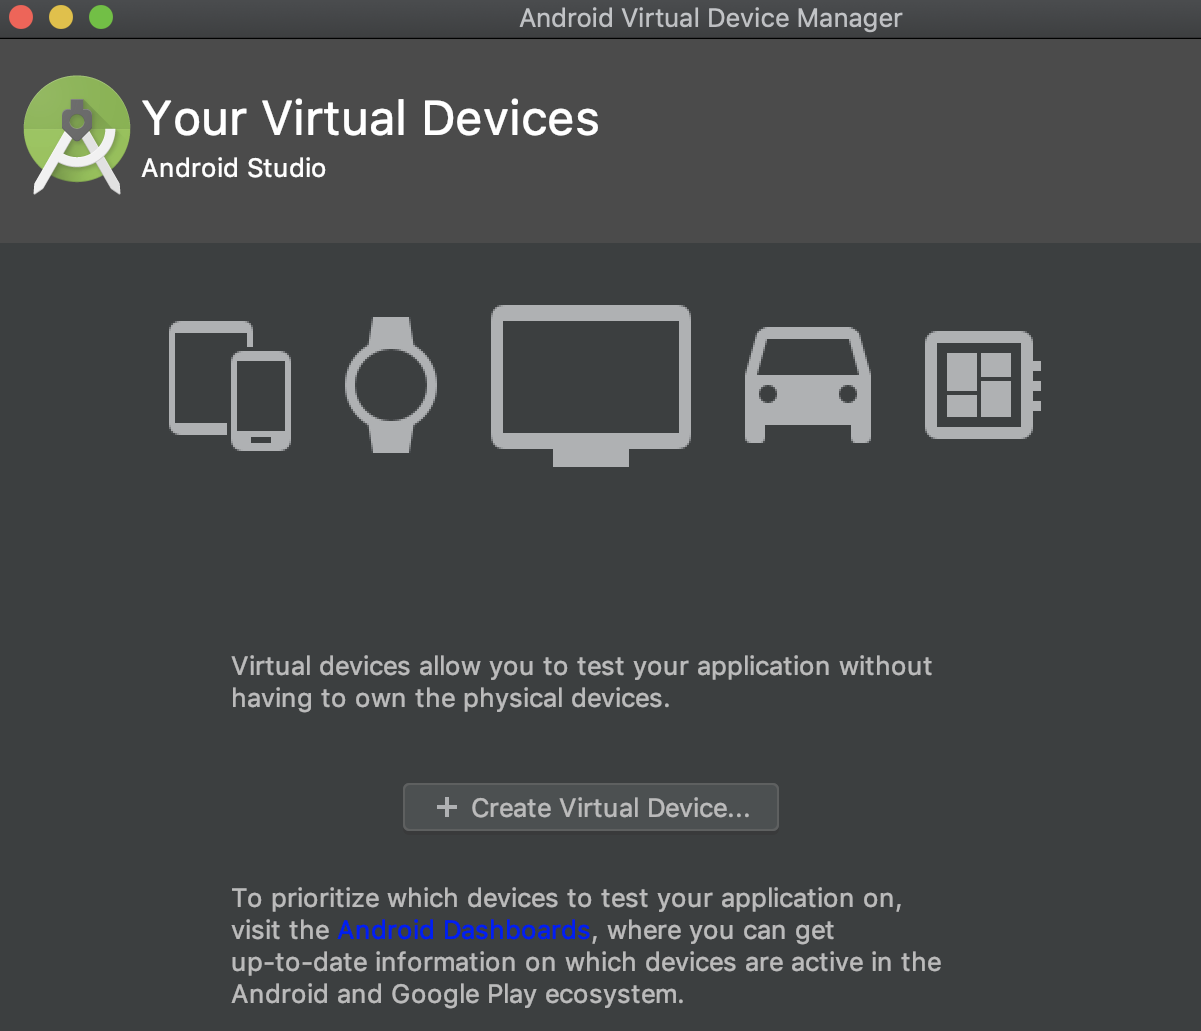 Android Virtual Device Manager
Your Virtual Devices
Android Studio
Virtual devices allow you to test your application without
having to own the physical devices.
+ Create Virtual Device...
To prioritize which devices to test your application on,
visit the Android Dashboards, where you can get
up-to-date information on which devices are active in the
Android and Google Play ecosystem.